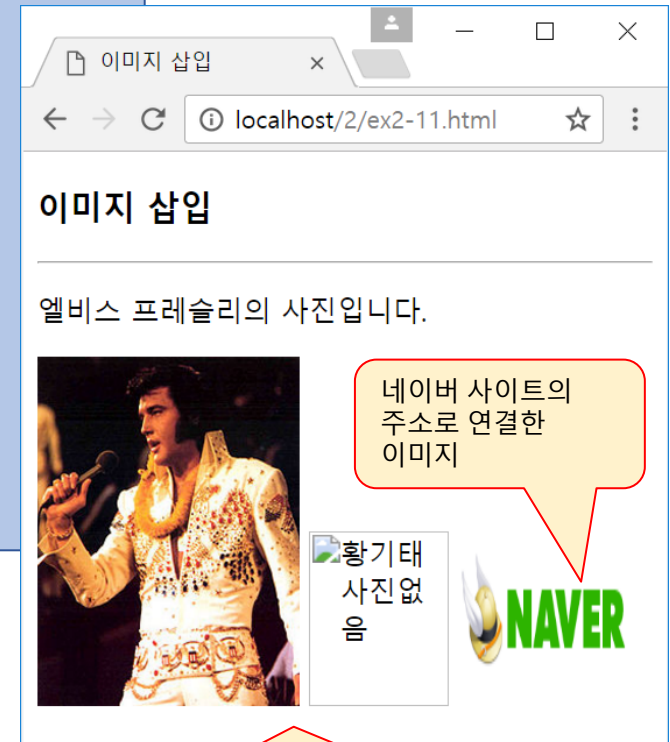 이미지 삽입
localhost/2/ex2-11.html
이미지 삽입
엘비스 프레슬리의 사진입니다.
네이버 사이트의
주소로 연결한
이미지
황기태
사진없
음
NAVER